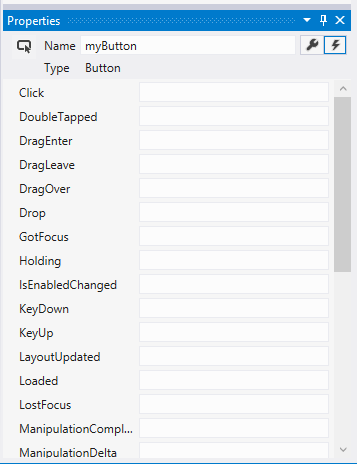 Properties
Name myButton
Type Button
Click
DoubleTapped
DragEnter
DragLeave
DragOver
Drop
GotFocus
Holding
IsEnabledChanged
KeyDown
KeyUp
LayoutUpdated
Loaded
LostFocus
ManipulationCompl...
ManipulationDelta